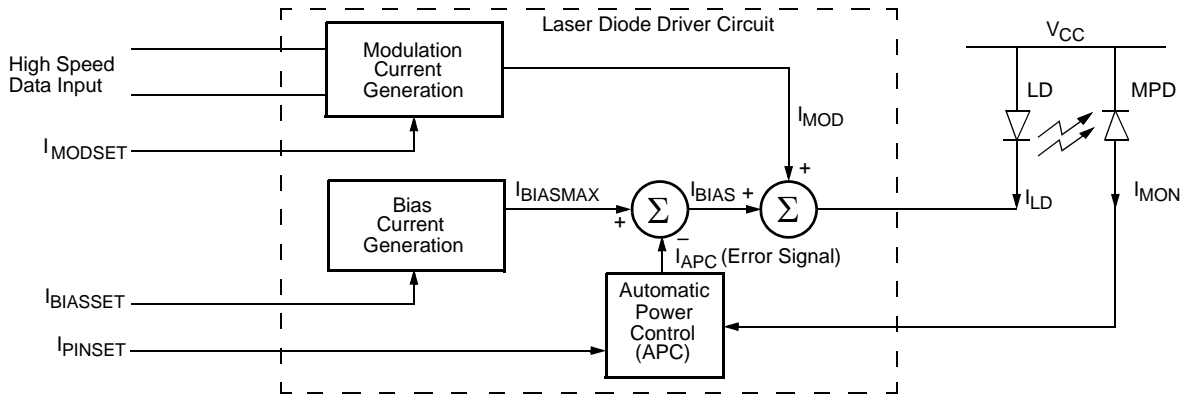 Laser Diode Driver Circuit
High Speed
Data Input
Modulation
Current
Generation
VCC
LD
MPD
IMOD
IMODSET
+
Bias
Current
Generation
IBIASMAX
+
Σ
IBIAS
+
Σ
ILD
IMON
−
IAPC (Error Signal)
IBIASSET
Automatic
Power
Control
(APC)
IPINSET